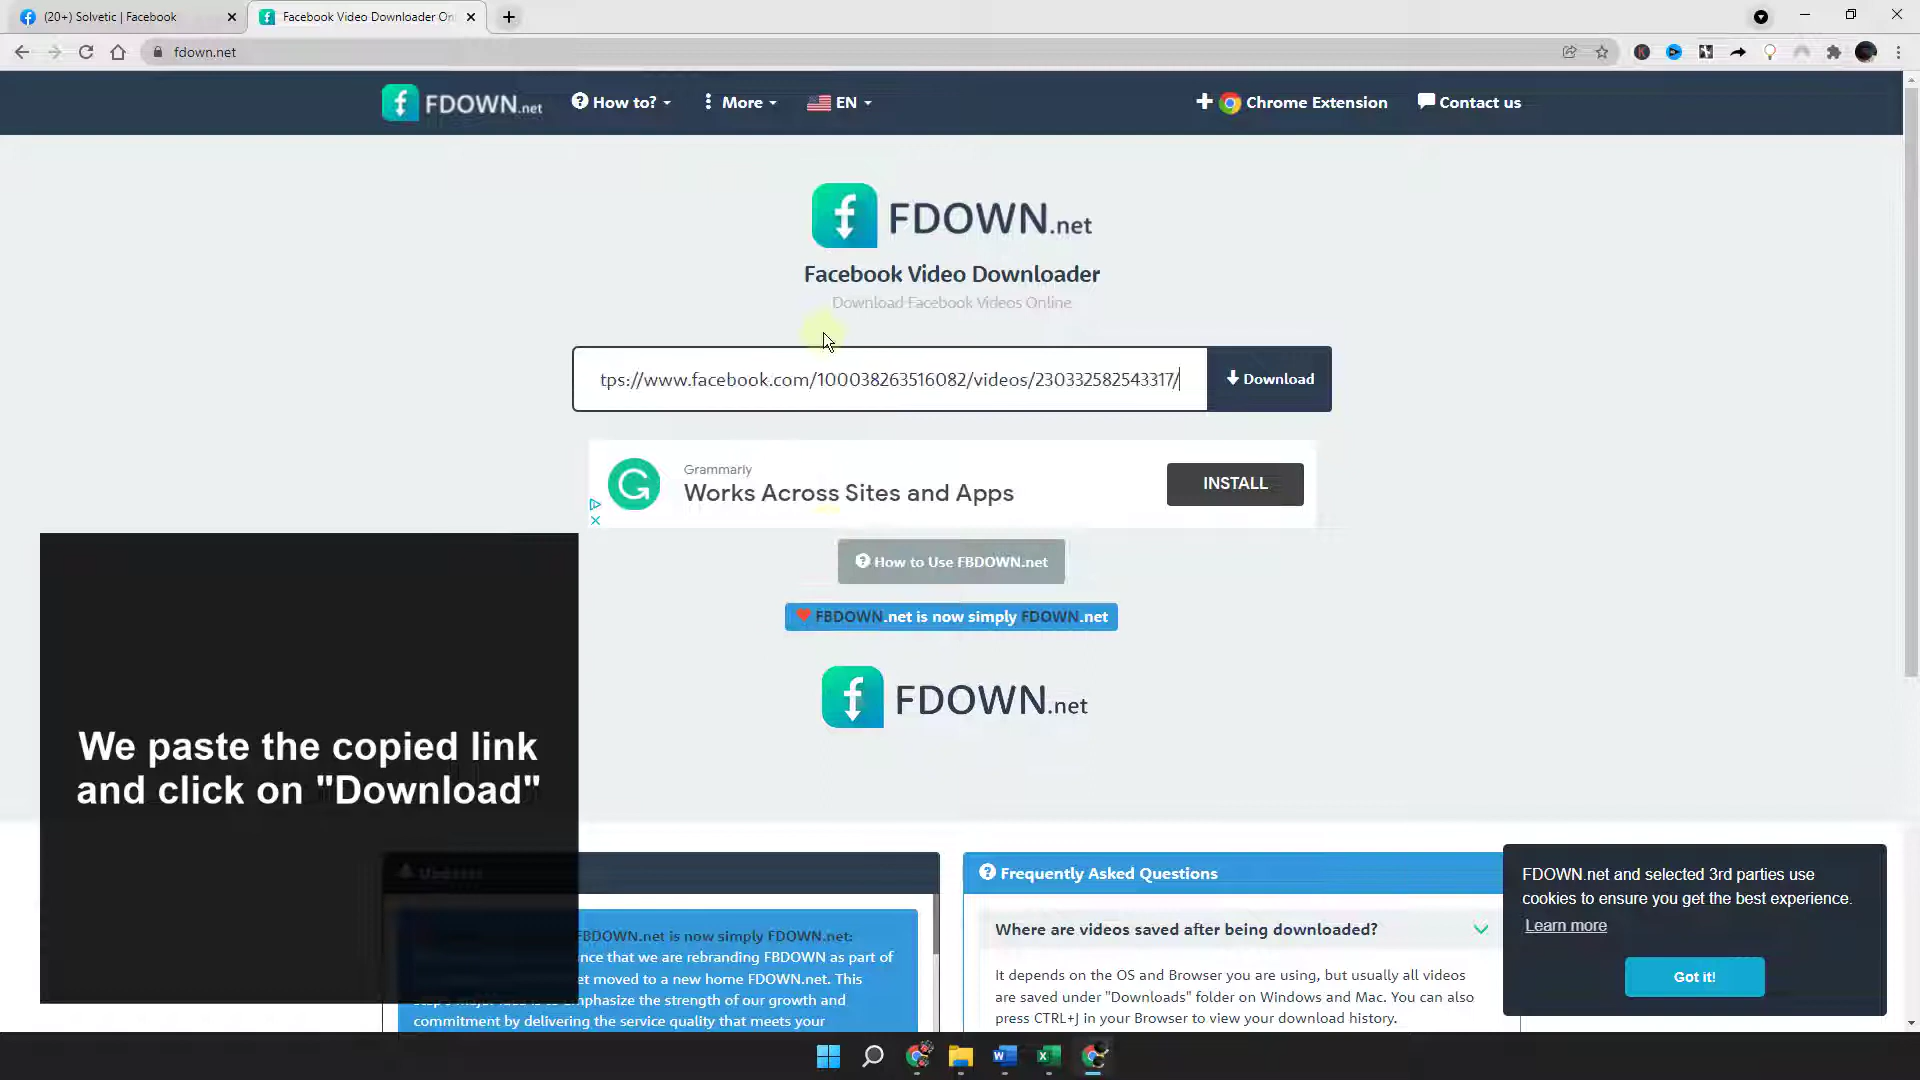 (20+) Solvetic | Facebook
Facebook Video Downloader On
fdown.net
FDOWN.net
How to?
More
EN
Chrome Extension
Contact us
FDOWN.net
Facebook Video Downloader
Download Facebook Videos Online
tps://www.facebook.com/100038263516082/videos/230332582543317/
Download
Grammarly
Works Across Sites and Apps
INSTALL
How to Use FBDOWN.net
FBDOWN.net is now simply FDOWN.net
FDOWN.net
We paste the copied link
and click on "Download"
FBDOWN.net is now simply FDOWN.net:
nce that we are rebranding FBDOWN as part of
et moved to a new home FDOWN.net. This
emphasize the strength of our growth and
commitment by delivering the service quality that meets your
Frequently Asked Questions
Where are videos saved after being downloaded?
It depends on the OS and Browser you are using, but usually all videos
are saved under "Downloads" folder on Windows and Mac. You can also
press CTRL+J in your Browser to view your download history.
FDOWN.net and selected 3rd parties use
cookies to ensure you get the best experience.
Learn more
Got it!